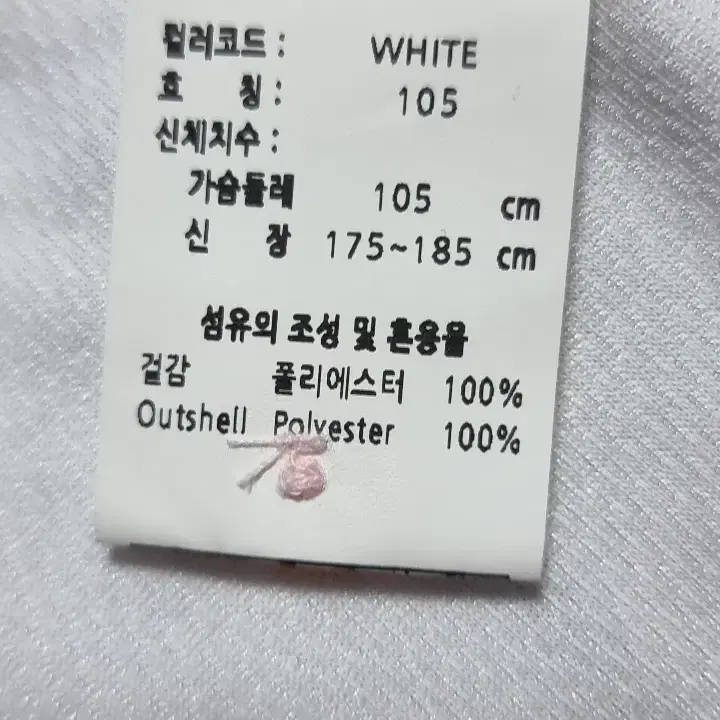 컬러코드 : WHITE
호 칭 : 105
신체치수 :
가슴둘레 105 cm
신 장 175~185 cm
섬유의 조성 및 혼용율
겉감 폴리에스터 100%
Outshell Polyester 100%